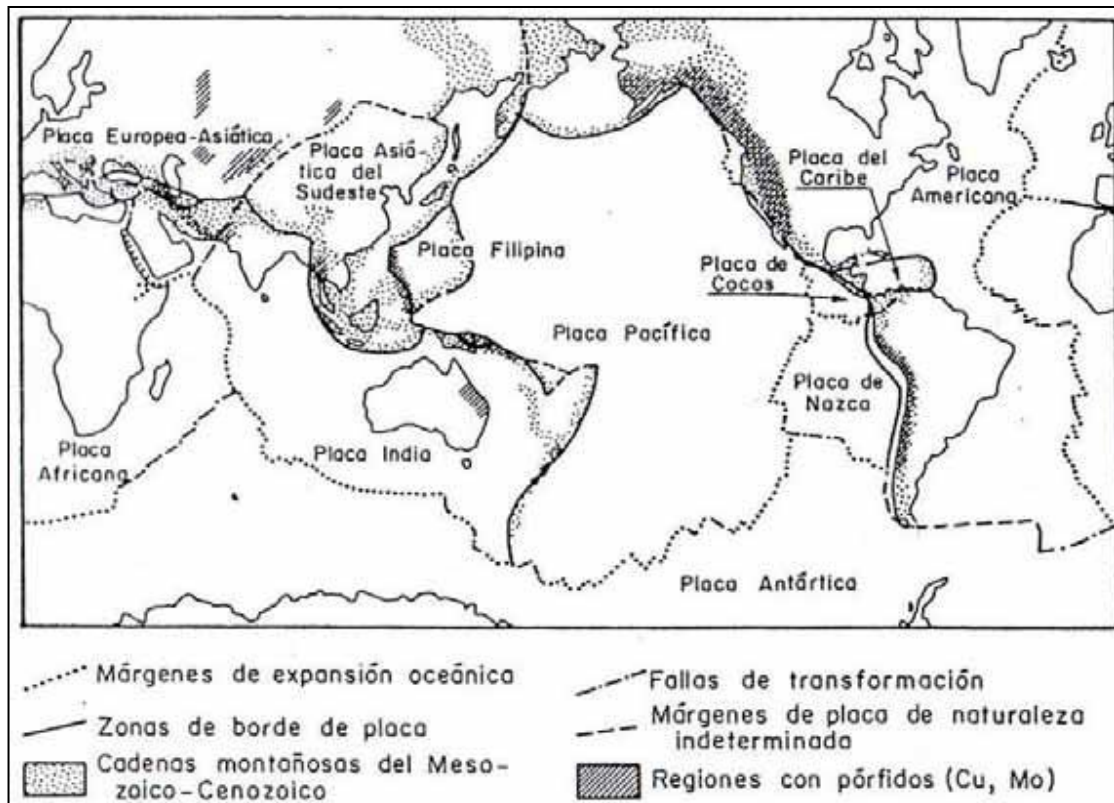 Placa Europea-Asiática
Placa Asiá-
tica del
Sudeste
Placa del
Caribe
Placa
Americana
Placa Filipina
Placa de
Cocos
Placa Pacífica
Placa de
Nazca
Placa
Africana
Placa India
Placa Antártica
Márgenes de expansión oceánica
Zonas de borde de placa
Cadenas montañosas del Meso-
zoico-Cenozoico
Fallas de transformación
Márgenes de placa de naturaleza
indeterminada
Regiones con pórfidos (Cu, Mo)